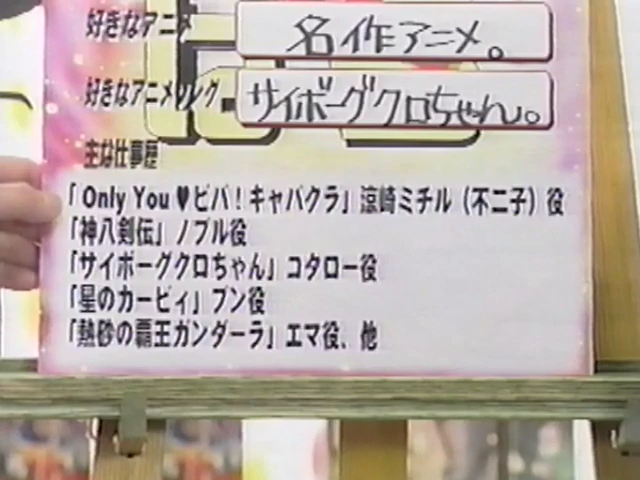 好きなアニメ
名作アニメ。
好きなアニメソング
サイボーグクロちゃん。
主な仕事歴
「Only You♥ビバ！キャバクラ」涼崎ミチル（不二子）役
「神八剣伝」ノブル役
「サイボーグクロちゃん」コタロー役
「星のカービィ」ブン役
「熱砂の覇王ガンダーラ」エマ役、他